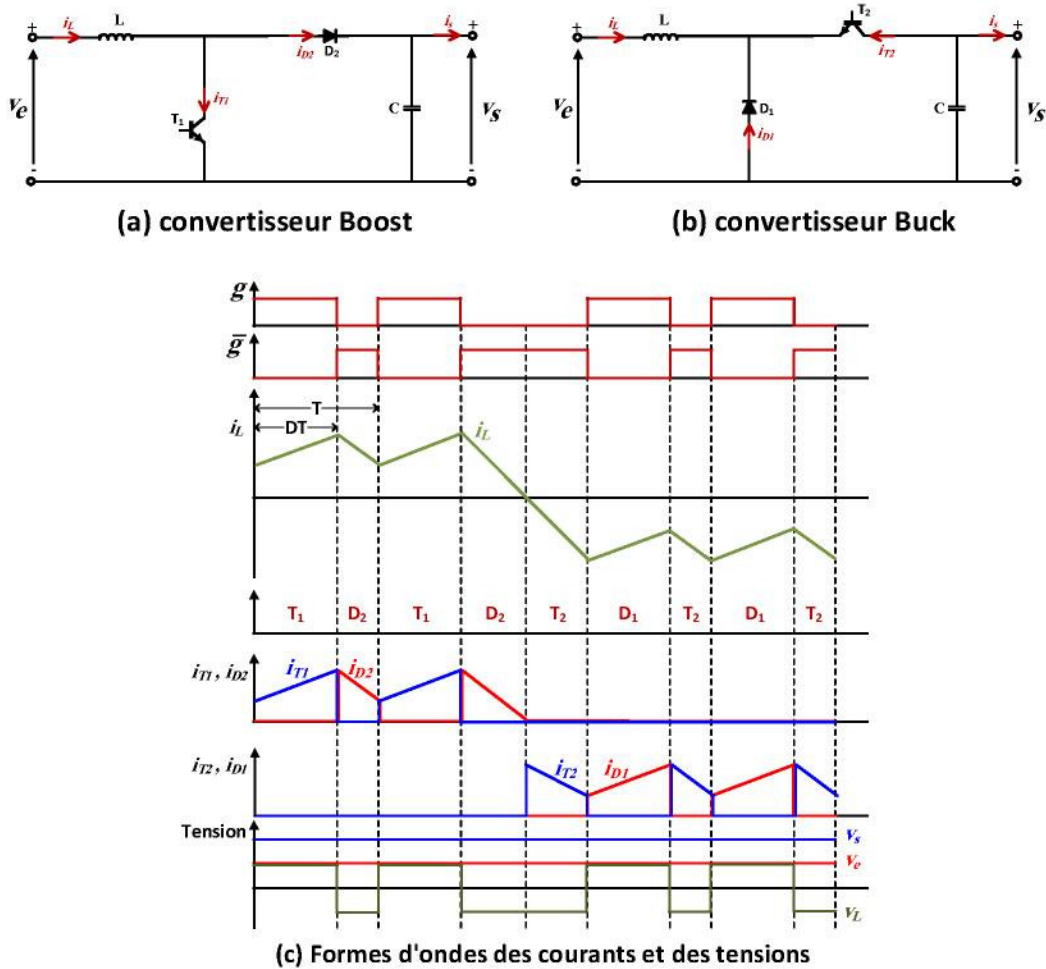 + i_L L i_D2 D₂ i_s +
v_e T₁ i_T1 C v_s
- -
(a) convertisseur Boost
+ i_L L T₂ i_T2 i_s +
v_e D₁ i_D1 C v_s
- -
(b) convertisseur Buck
g
g̅
T
DT
i_L i_L
T₁ D₂ T₁ D₂ T₂ D₁ T₂ D₁ T₂
i_T1 , i_D2 i_T1 i_D2
i_T2 , i_D1 i_T2 i_D1
Tension v_s
v_e
v_L
(c) Formes d'ondes des courants et des tensions